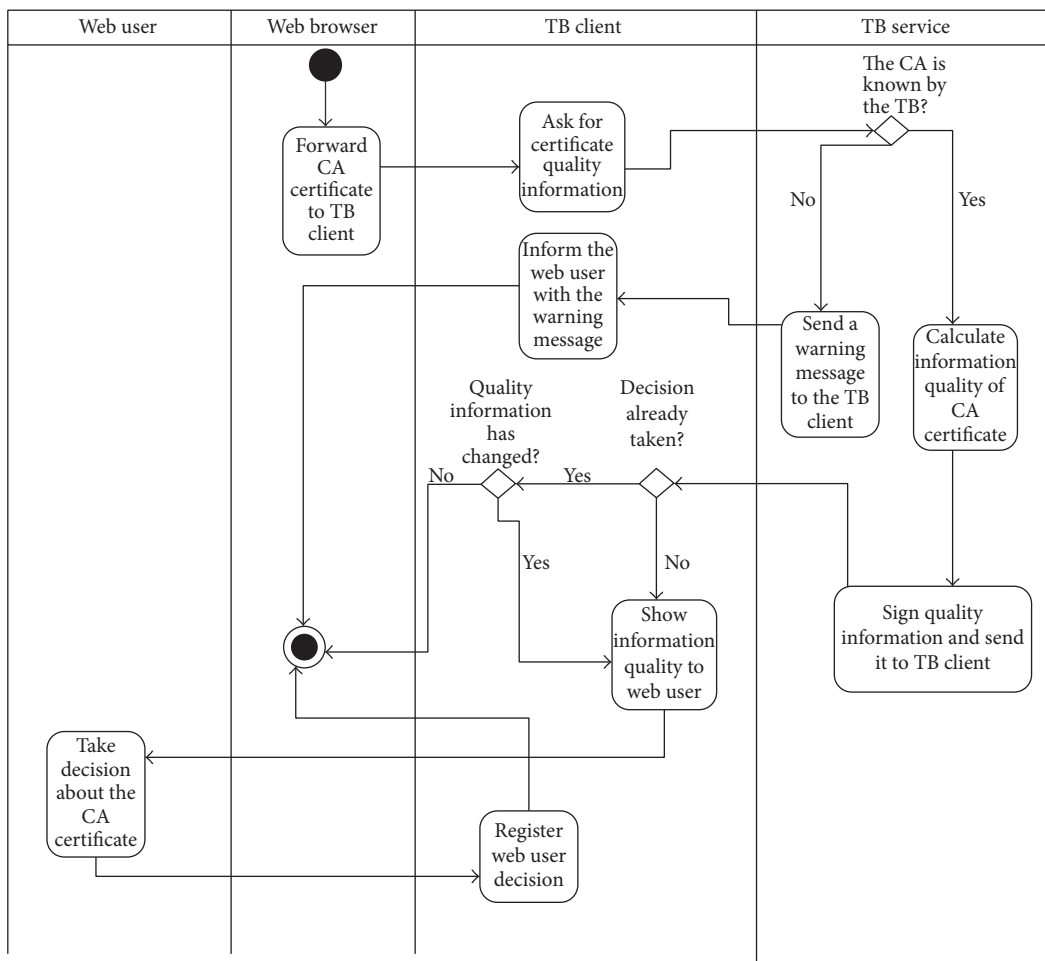 Web user
Web browser
TB client
TB service
The CA is
known by
the TB?
Forward
CA
certificate
to TB
client
Ask for
certificate
quality
information
No
Yes
Inform the
web user
with the
warning
message
Send a
warning
message
to the TB
client
Calculate
information
quality of
CA
certificate
Quality
information
has
changed?
Decision
already
taken?
No
Yes
Yes
No
Show
information
quality to
web user
Sign quality
information and send
it to TB client
Take
decision
about the
CA
certificate
Register
web user
decision